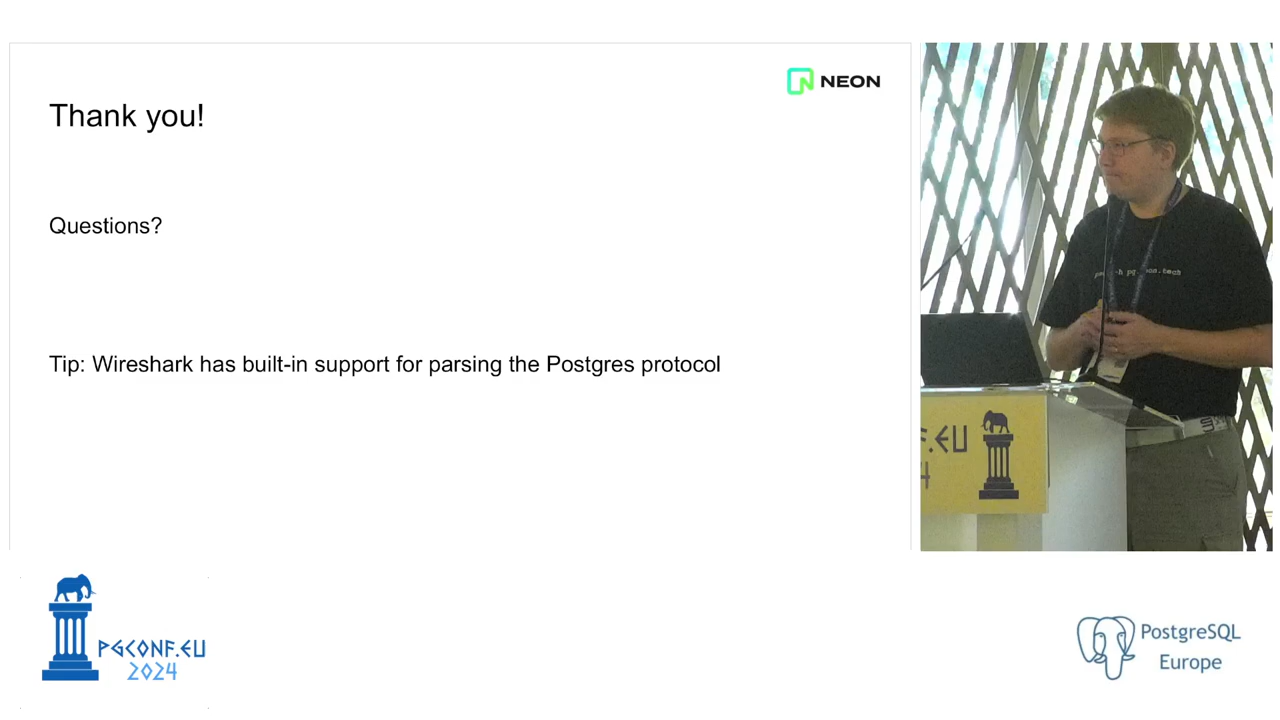 NEON
Thank you!
Questions?
Tip: Wireshark has built-in support for parsing the Postgres protocol
.EU
PGCONF.EU
2024
PostgreSQL
Europe